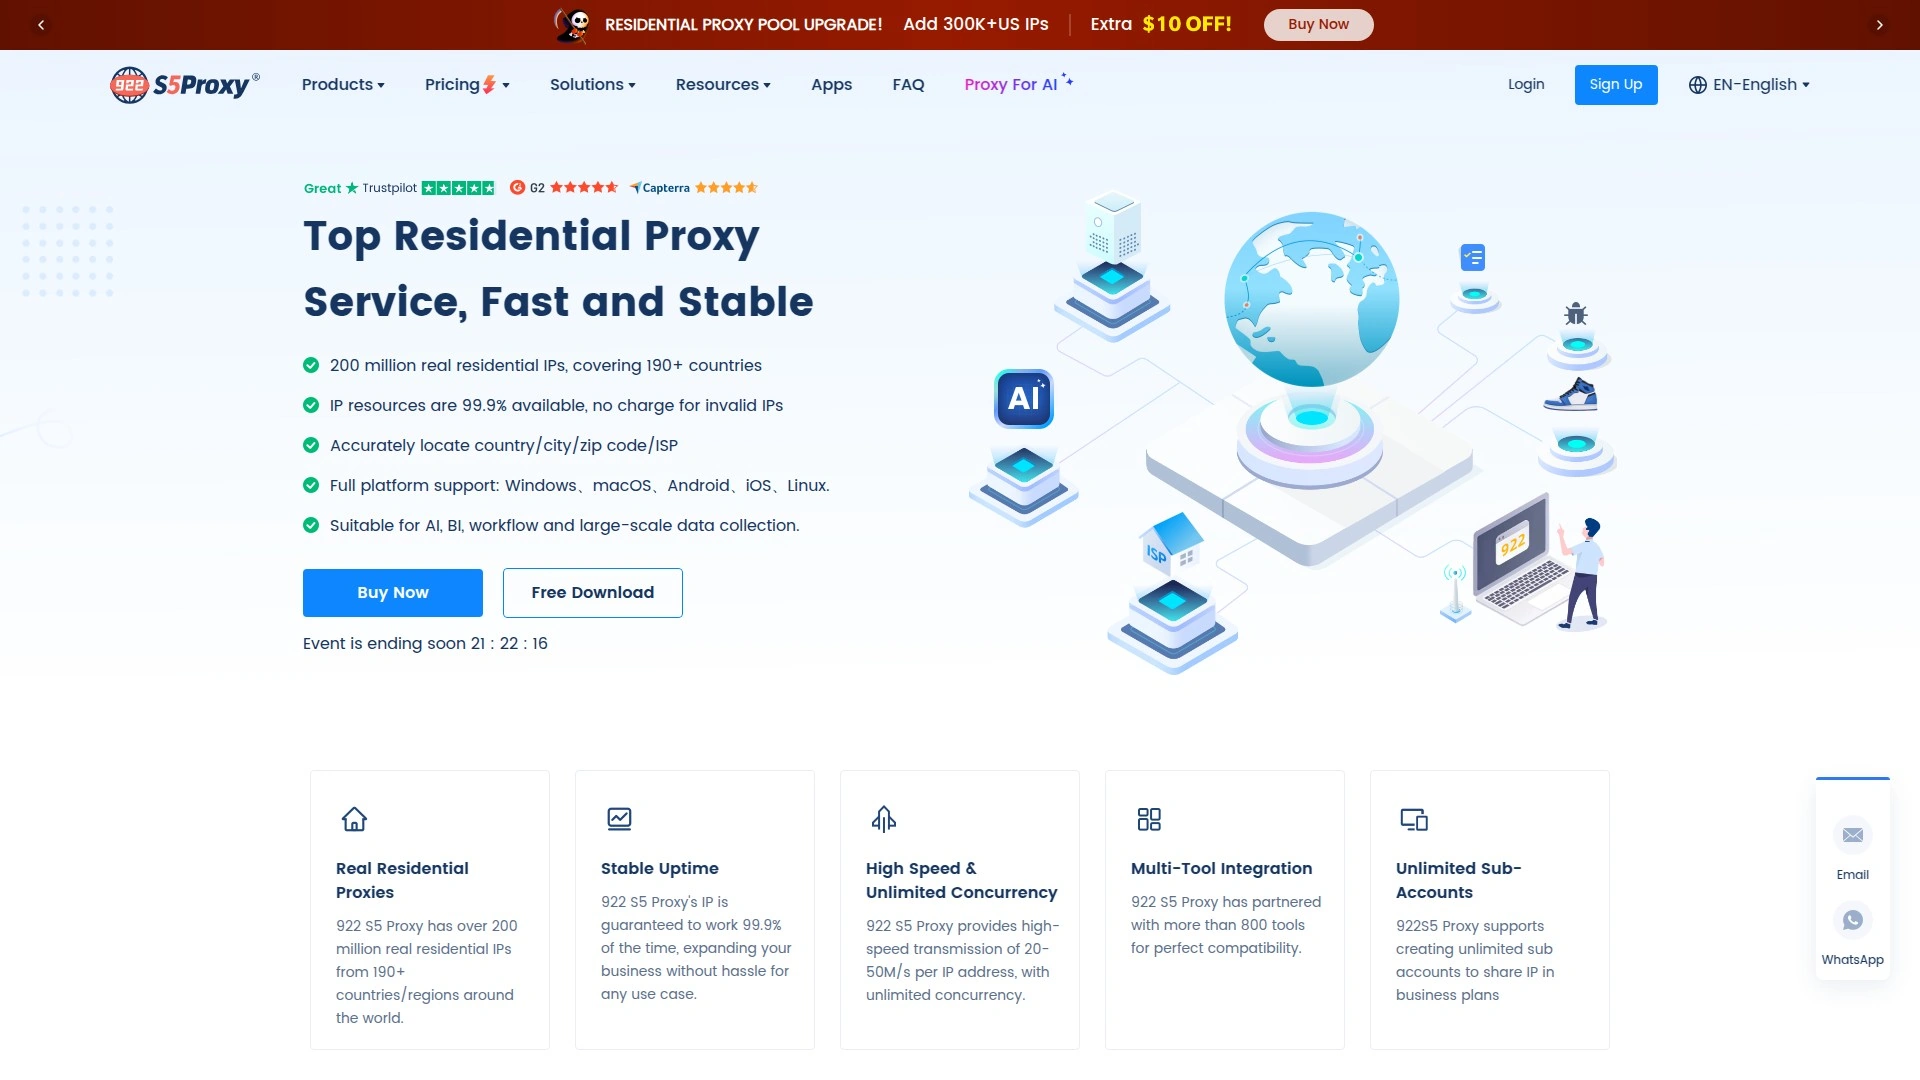 RESIDENTIAL PROXY POOL UPGRADE! Add 300K+US IPs Extra $10 OFF! Buy Now
922 S5Proxy® Products Pricing Solutions Resources Apps FAQ Proxy For AI Login Sign Up EN-English
Great Trustpilot G2 Capterra
Top Residential Proxy
Service, Fast and Stable
200 million real residential IPs, covering 190+ countries
IP resources are 99.9% available, no charge for invalid IPs
Accurately locate country/city/zip code/ISP
Full platform support: Windows、macOS、Android、iOS、Linux.
Suitable for AI, BI, workflow and large-scale data collection.
Buy Now Free Download
Event is ending soon 21 : 22 : 16
AI
ISP
922
Real Residential
Proxies
922 S5 Proxy has over 200
million real residential IPs
from 190+
countries/regions around
the world.
Stable Uptime
922 S5 Proxy's IP is
guaranteed to work 99.9%
of the time, expanding your
business without hassle for
any use case.
High Speed &
Unlimited Concurrency
922 S5 Proxy provides high-
speed transmission of 20-
50M/s per IP address, with
unlimited concurrency.
Multi-Tool Integration
922 S5 Proxy has partnered
with more than 800 tools
for perfect compatibility.
Unlimited Sub-
Accounts
922S5 Proxy supports
creating unlimited sub
accounts to share IP in
business plans
Email
WhatsApp